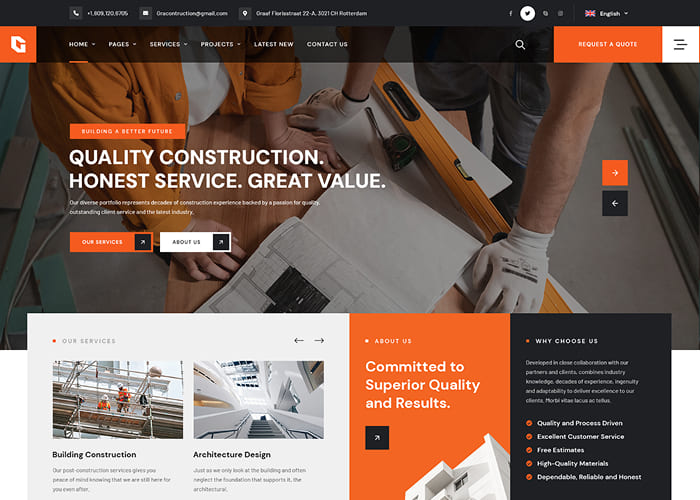 +1,809,120,6705
Gracontruction@gmail.com
Graaf Florisstraat 22-A, 3021 CH Rotterdam
English
HOME
PAGES
SERVICES
PROJECTS
LATEST NEW
CONTACT US
REQUEST A QUOTE
BUILDING A BETTER FUTURE
QUALITY CONSTRUCTION.
HONEST SERVICE. GREAT VALUE.
Our diverse portfolio represents decades of construction experience backed by a passion for quality,
outstanding client service and the latest industry.
OUR SERVICES
ABOUT US
OUR SERVICES
Building Construction
Our post-construction services gives you
peace of mind knowing that we are still here for
you even after.
Architecture Design
Just as we only look at the building and often
neglect the foundation that supports it, the
architectural.
ABOUT US
Committed to
Superior Quality
and Results.
WHY CHOOSE US
Developed in close collaboration with our
partners and clients, combines industry
knowledge, decades of experience, ingenuity
and adaptability to deliver excellence to our
clients. Morbi vitae lacus ac tellus.
Quality and Process Driven
Excellent Customer Service
Free Estimates
High-Quality Materials
Dependable, Reliable and Honest